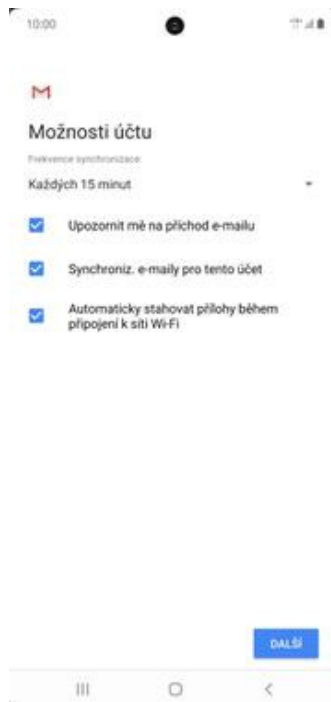 10:00
Možnosti účtu
Frekvence synchronizace
Každých 15 minut
Upozornit mě na příchod e-mailu
Synchroniz. e-maily pro tento účet
Automaticky stahovat přílohy během
připojení k síti Wi-Fi
DALŠÍ